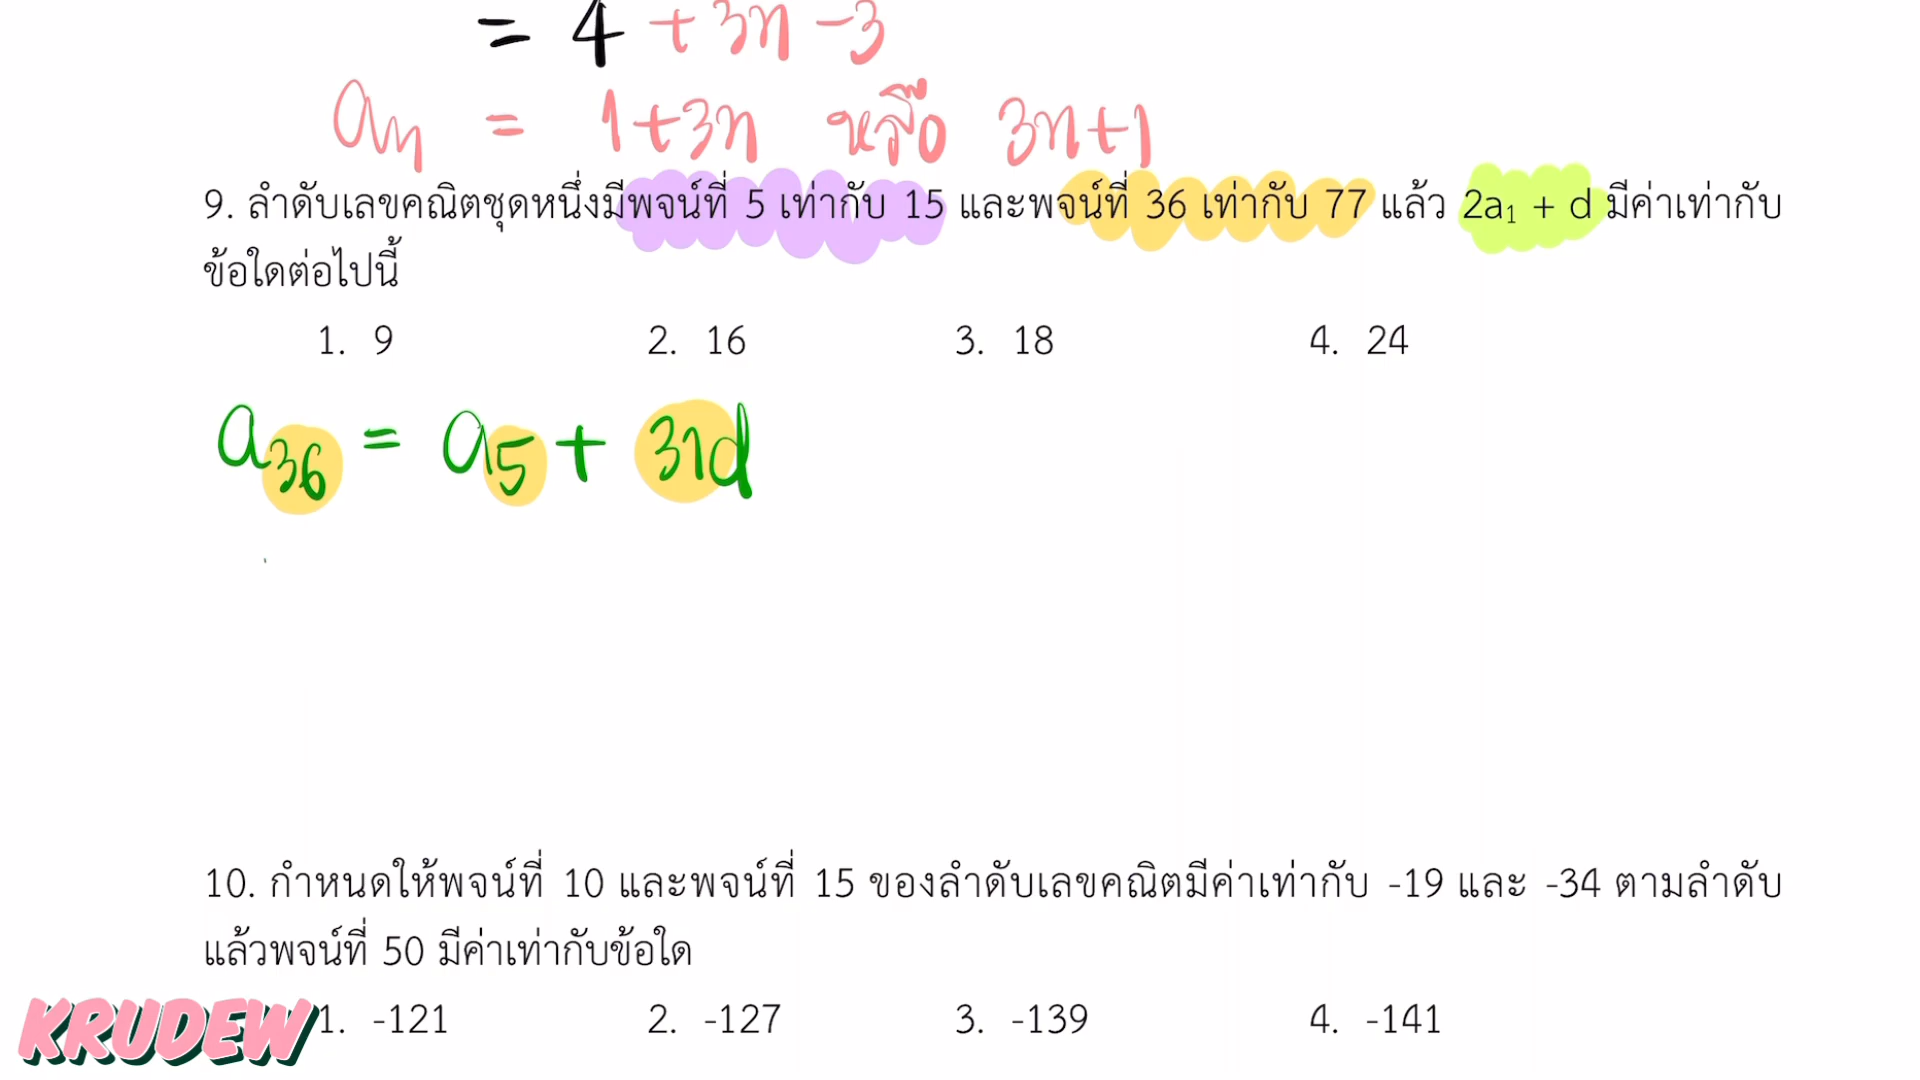 = 4 + 3n - 3
an = 1 + 3n หรือ 3n + 1
9. ลำดับเลขคณิตชุดหนึ่งมีพจน์ที่ 5 เท่ากับ 15 และพจน์ที่ 36 เท่ากับ 77 แล้ว 2a₁ + d มีค่าเท่ากับ
ข้อใดต่อไปนี้
1. 9 2. 16 3. 18 4. 24
a₃₆ = a₅ + 31d
10. กำหนดให้พจน์ที่ 10 และพจน์ที่ 15 ของลำดับเลขคณิตมีค่าเท่ากับ -19 และ -34 ตามลำดับ
แล้วพจน์ที่ 50 มีค่าเท่ากับข้อใด
1. -121 2. -127 3. -139 4. -141
KRUDEW